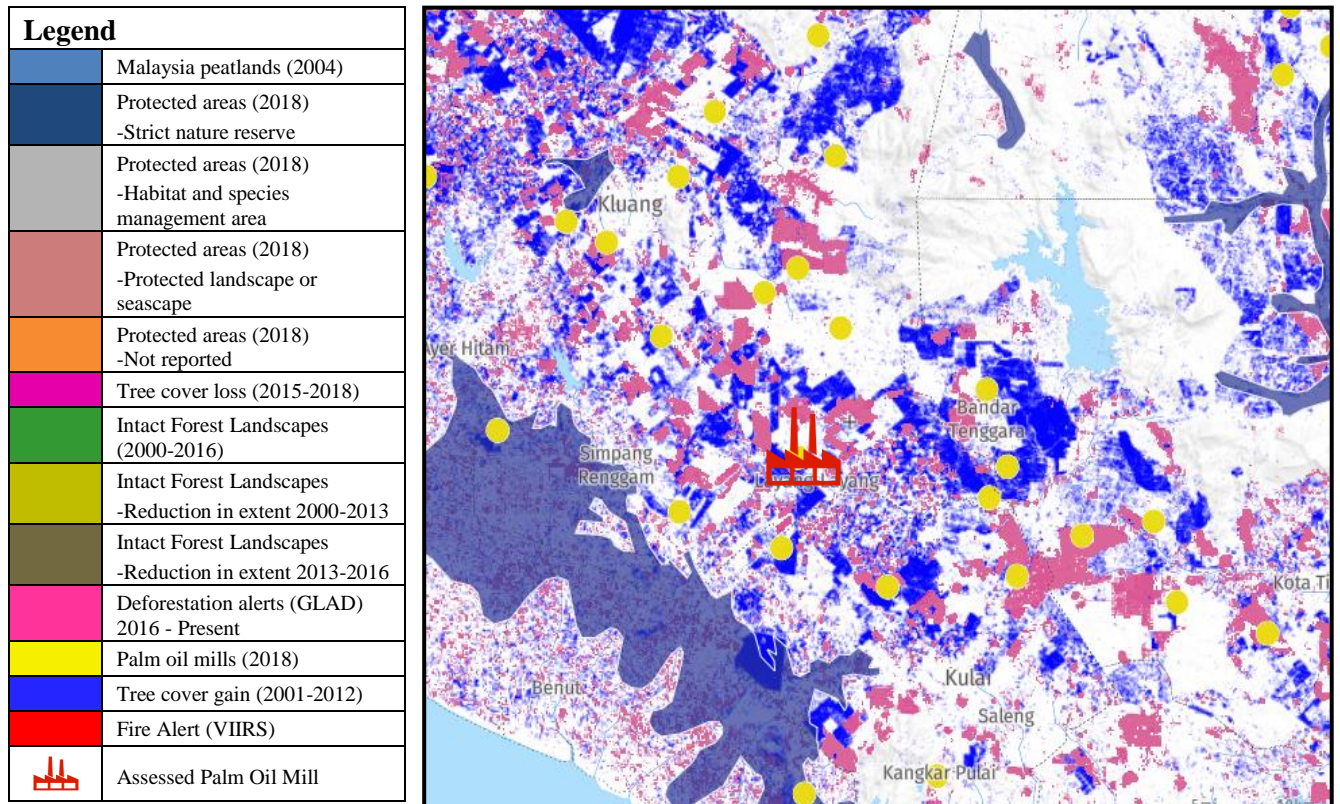 Legend
Malaysia peatlands (2004)
Protected areas (2018)
-Strict nature reserve
Protected areas (2018)
-Habitat and species
management area
Protected areas (2018)
-Protected landscape or
seascape
Protected areas (2018)
-Not reported
Tree cover loss (2015-2018)
Intact Forest Landscapes
(2000-2016)
Intact Forest Landscapes
-Reduction in extent 2000-2013
Intact Forest Landscapes
-Reduction in extent 2013-2016
Deforestation alerts (GLAD)
2016 - Present
Palm oil mills (2018)
Tree cover gain (2001-2012)
Fire Alert (VIIRS)
Assessed Palm Oil Mill
Kluang
yer Hitam
Bandar
Tenggara
Simpang
Renggam
Kota Ti
Benut
Kulai
Saleng
Kangkar Pulai